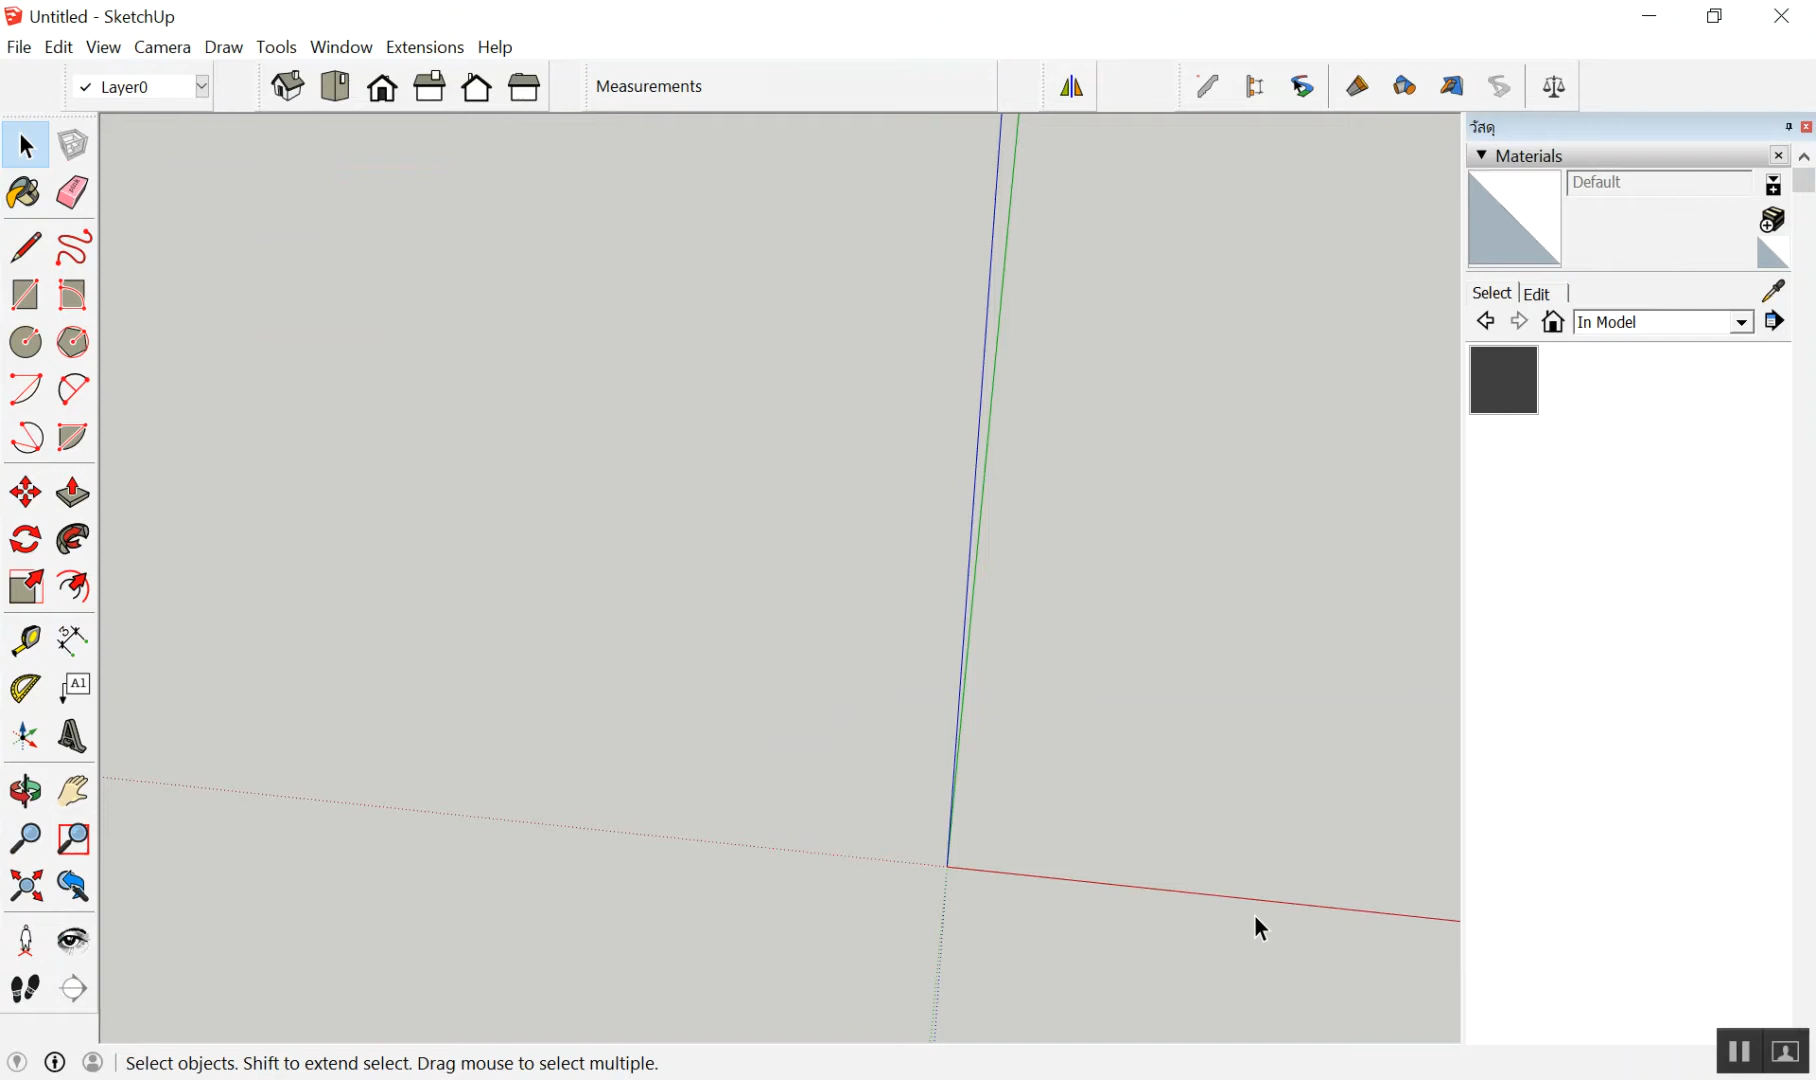 Untitled - SketchUp
File Edit View Camera Draw Tools Window Extensions Help
Layer0
Measurements
วัสดุ
Materials
Default
Select Edit
In Model
A1
Select objects. Shift to extend select. Drag mouse to select multiple.